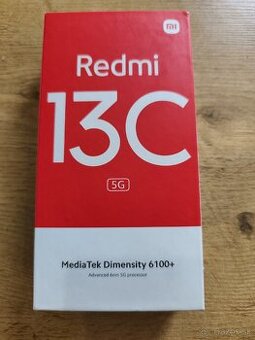 mi
Redmi
13C
5G
MediaTek Dimensity 6100+
Advanced 6nm 5G processor